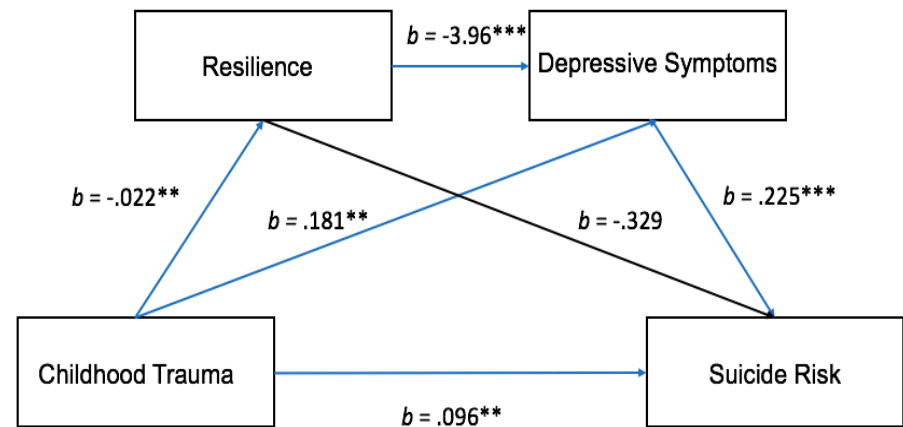 b = -3.96***
Resilience
Depressive Symptoms
b = -.022**
b = .181**
b = -.329
b = .225***
Childhood Trauma
Suicide Risk
b = .096**